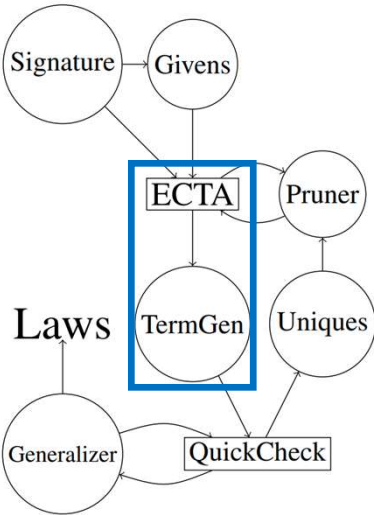 Signature
Givens
ECTA
Pruner
Laws
TermGen
Uniques
Generalizer
QuickCheck